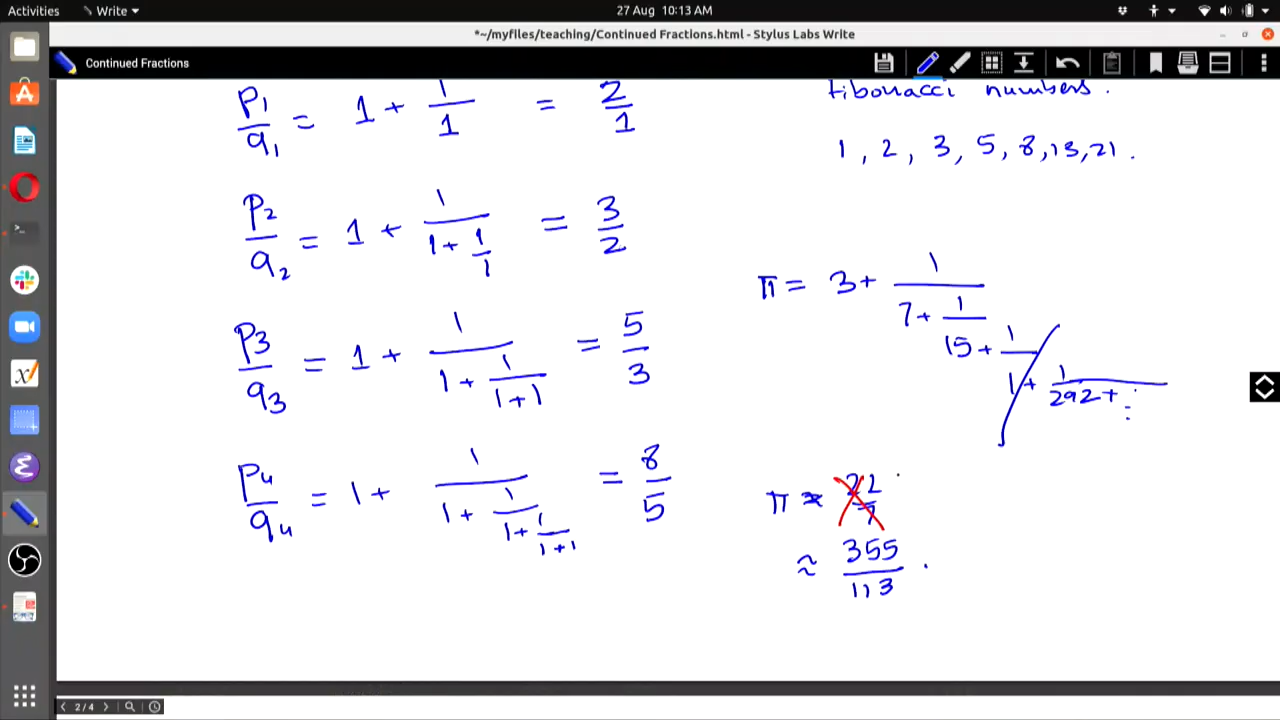 Activities Write 27 Aug 10:13 AM
*~/myfiles/teaching/Continued Fractions.html - Stylus Labs Write
Continued Fractions
p1/q1 = 1 + 1/1 = 2/1
p2/q2 = 1 + 1/(1 + 1/1) = 3/2
p3/q3 = 1 + 1/(1 + 1/(1+1)) = 5/3
p4/q4 = 1 + 1/(1 + 1/(1 + 1/(1+1))) = 8/5
fibonacci numbers.
1, 2, 3, 5, 8, 13, 21.
π = 3 + 1/(7 + 1/(15 + 1/(1 + 1/(292 + ⋮))))
π ≈ 22/7
≈ 355/113.
2/4